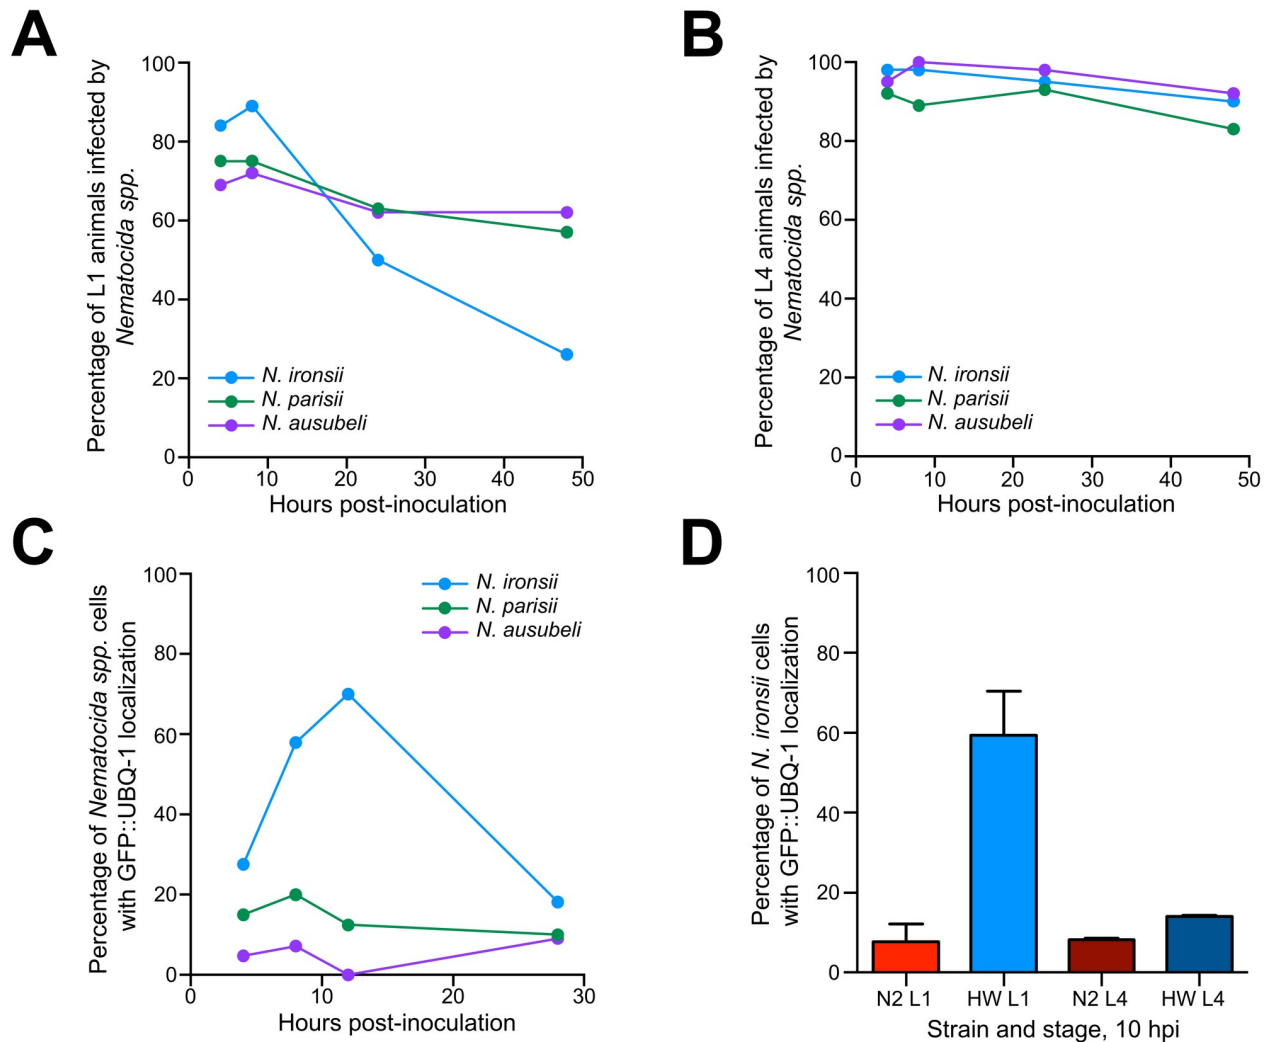 A
Percentage of L1 animals infected by
Nematocida spp.
100
80
60
40
20
0
0 10 20 30 40 50
Hours post-inoculation
N. ironsii
N. parisii
N. ausubeli
B
Percentage of L4 animals infected by
Nematocida spp.
100
80
60
40
20
0
0 10 20 30 40 50
Hours post-inoculation
N. ironsii
N. parisii
N. ausubeli
C
Percentage of Nematocida spp. cells
with GFP::UBQ-1 localization
100
80
60
40
20
0
0 10 20 30
Hours post-inoculation
N. ironsii
N. parisii
N. ausubeli
D
Percentage of N. ironsii cells
with GFP::UBQ-1 localization
100
80
60
40
20
0
N2 L1 HW L1 N2 L4 HW L4
Strain and stage, 10 hpi